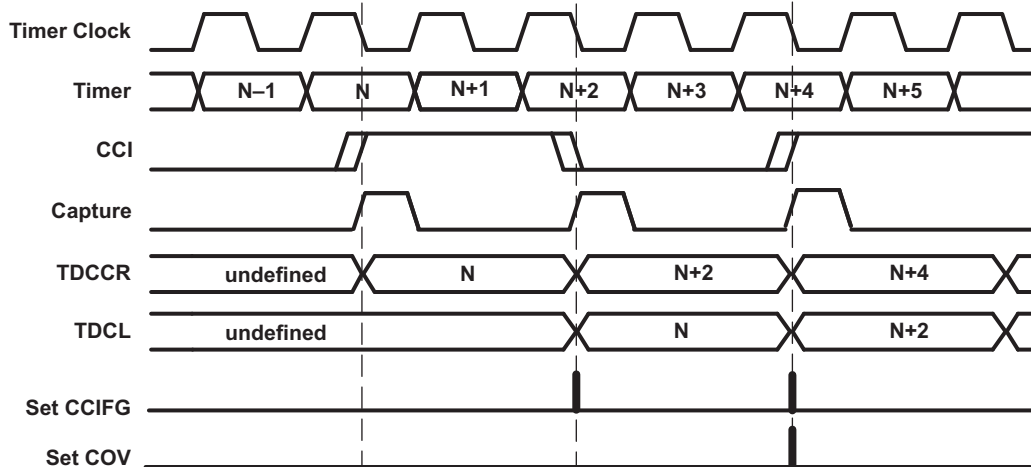 Timer Clock
Timer N–1 N N+1 N+2 N+3 N+4 N+5
CCI
Capture
TDCCR undefined N N+2 N+4
TDCL undefined N N+2
Set CCIFG
Set COV